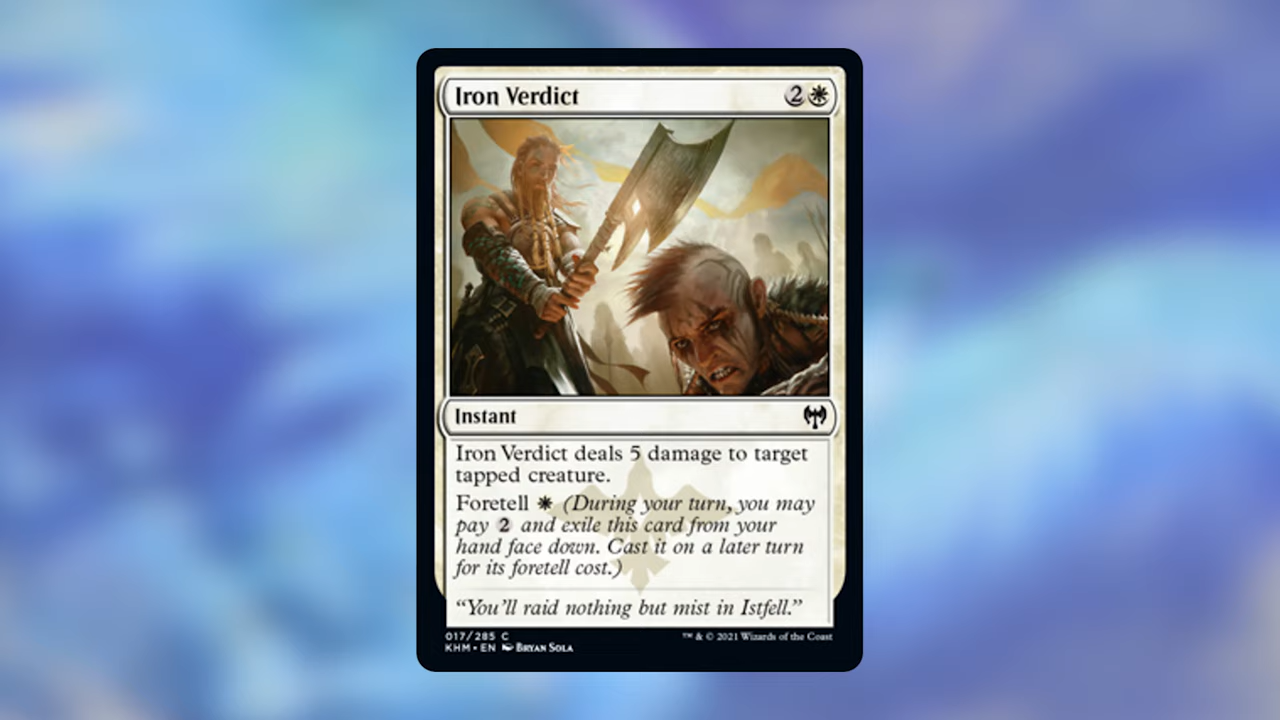 Iron Verdict 2
Instant
Iron Verdict deals 5 damage to target
tapped creature.
Foretell (During your turn, you may
pay 2 and exile this card from your
hand face down. Cast it on a later turn
for its foretell cost.)
“You’ll raid nothing but mist in Istfell.”
017/285 C
KHM • EN Bryan Sola
™ & © 2021 Wizards of the Coast